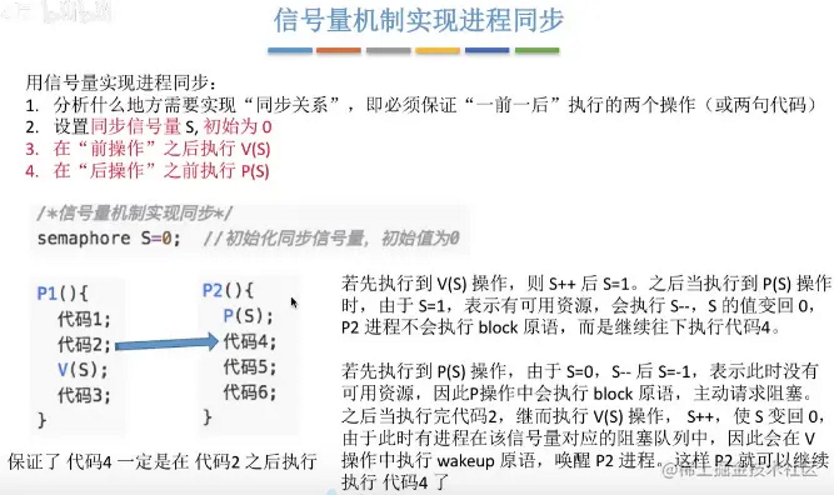 bilibili
信号量机制实现进程同步
用信号量实现进程同步：
1. 分析什么地方需要实现“同步关系”，即必须保证“一前一后”执行的两个操作（或两句代码）
2. 设置同步信号量 S, 初始为 0
3. 在“前操作”之后执行 V(S)
4. 在“后操作”之前执行 P(S)
/*信号量机制实现同步*/
semaphore S=0; //初始化同步信号量，初始值为0
P1(){
代码1;
代码2;
V(S);
代码3;
}
P2(){
P(S);
代码4;
代码5;
代码6;
}
保证了 代码4 一定是在 代码2 之后执行
若先执行到 V(S) 操作，则 S++ 后 S=1。之后当执行到 P(S) 操作
时，由于 S=1，表示有可用资源，会执行 S--，S 的值变回 0，
P2 进程不会执行 block 原语，而是继续往下执行代码4。
若先执行到 P(S) 操作，由于 S=0，S-- 后 S=-1，表示此时没有
可用资源，因此P操作中会执行 block 原语，主动请求阻塞。
之后当执行完代码2，继而执行 V(S) 操作， S++，使 S 变回 0，
由于此时有进程在该信号量对应的阻塞队列中，因此会在 V
操作中执行 wakeup 原语，唤醒 P2 进程。这样 P2 就可以继续
执行 代码4 了
@稀土掘金技术社区